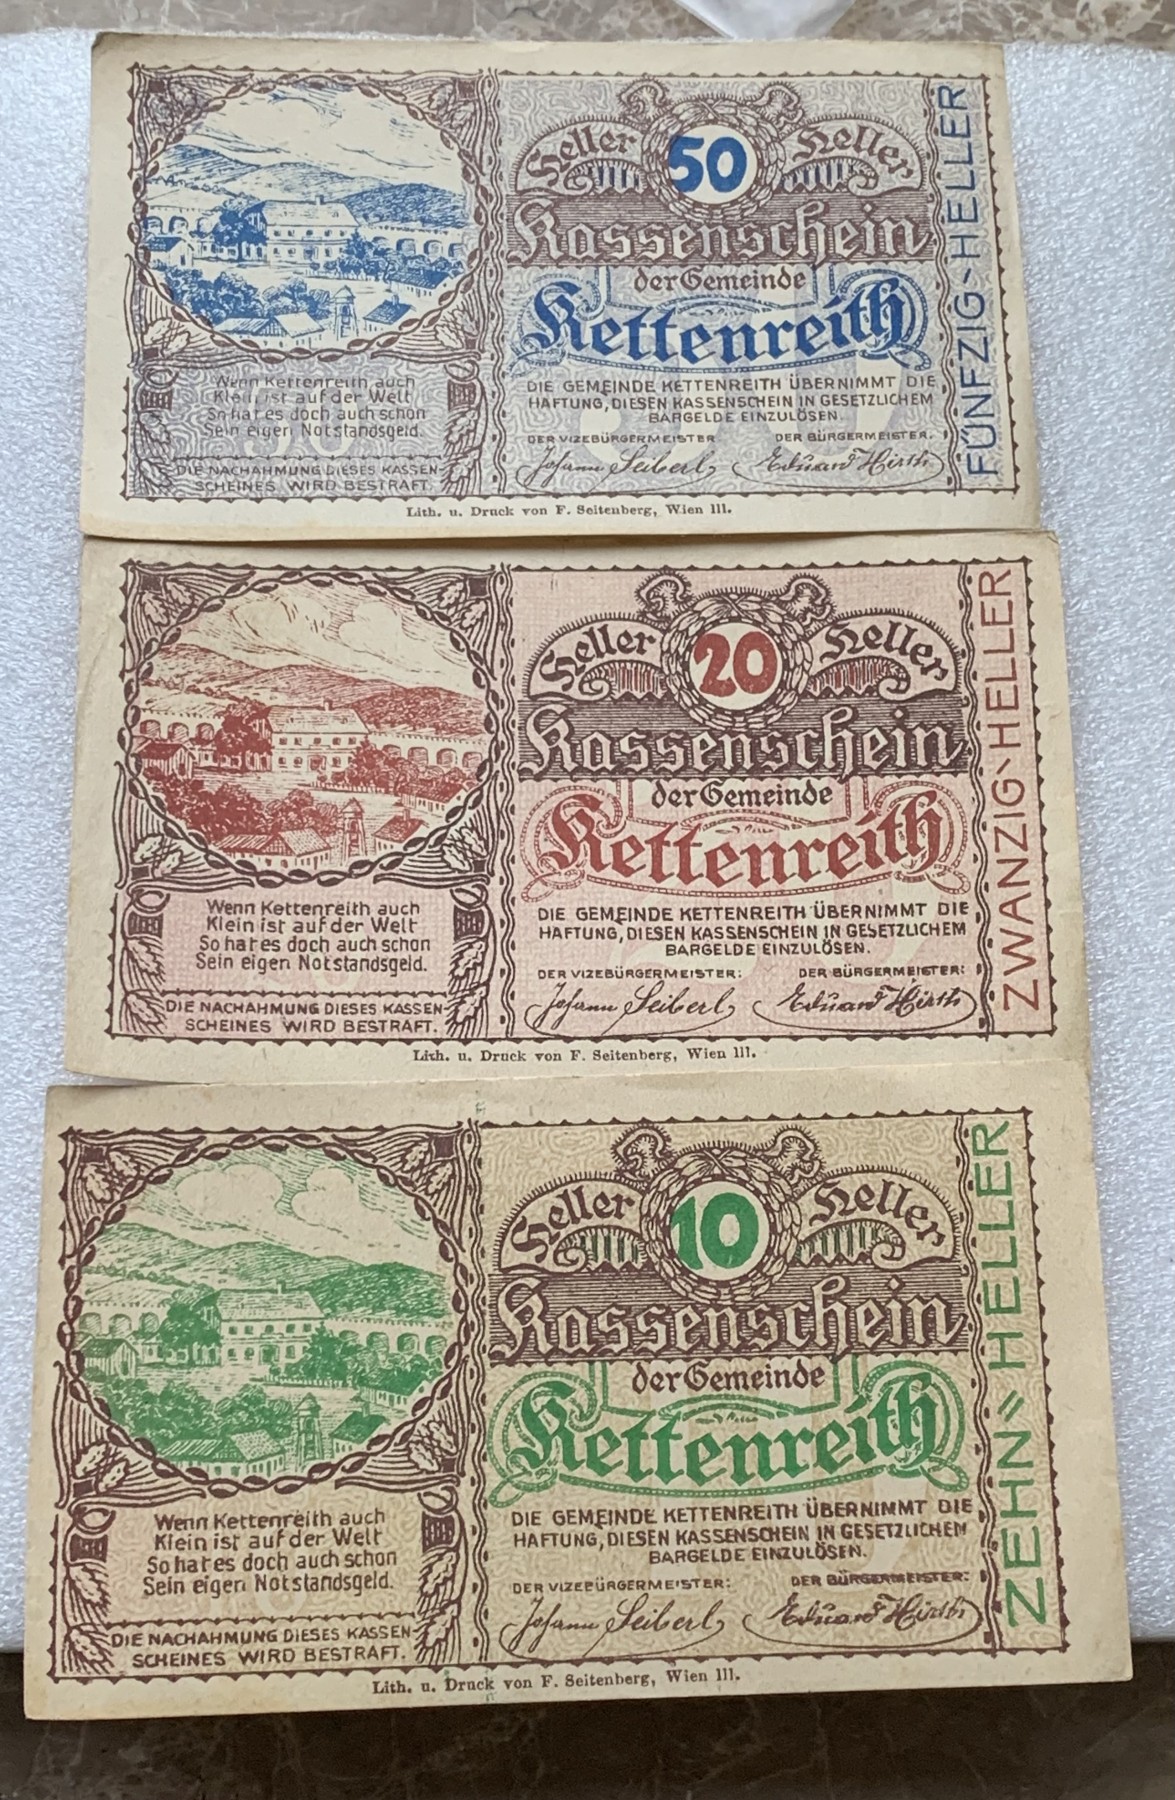 Heller 50 Heller
Kassenschein
der Gemeinde
Kettenreith
DIE GEMEINDE KETTENREITH ÜBERNIMMT DIE
HAFTUNG, DIESEN KASSENSCHEIN IN GESETZLICHEM
BARGELDE EINZULÖSEN.
DER VIZEBÜRGERMEISTER DER BÜRGERMEISTER.
Johann Seiberl Eduard Hirth
FÜNFZIG~HELLER
Wenn Kettenreith auch
Klein ist auf der Welt
So hat es doch auch schon
Sein eigen Notstandsgeld.
DIE NACHAHMUNG DIESES KASSEN-
SCHEINES WIRD BESTRAFT.
Lith. u. Druck von F. Seitenberg, Wien III.
Heller 20 Heller
Kassenschein
der Gemeinde
Kettenreith
DIE GEMEINDE KETTENREITH ÜBERNIMMT DIE
HAFTUNG, DIESEN KASSENSCHEIN IN GESETZLICHEM
BARGELDE EINZULÖSEN.
DER VIZEBÜRGERMEISTER: DER BÜRGERMEISTER:
Johann Seiberl Eduard Hirth
ZWANZIG~HELLER
Wenn Kettenreith auch
Klein ist auf der Welt
So hat es doch auch schon
Sein eigen Notstandsgeld.
DIE NACHAHMUNG DIESES KASSEN-
SCHEINES WIRD BESTRAFT.
Lith. u. Druck von F. Seitenberg, Wien III.
Heller 10 Heller
Kassenschein
der Gemeinde
Kettenreith
DIE GEMEINDE KETTENREITH ÜBERNIMMT DIE
HAFTUNG, DIESEN KASSENSCHEIN IN GESETZLICHEM
BARGELDE EINZULÖSEN.
DER VIZEBÜRGERMEISTER: DER BÜRGERMEISTER:
Johann Seiberl Eduard Hirth
ZEHN~HELLER
Wenn Kettenreith auch
Klein ist auf der Welt
So hat es doch auch schon
Sein eigen Notstandsgeld.
DIE NACHAHMUNG DIESES KASSEN-
SCHEINES WIRD BESTRAFT.
Lith. u. Druck von F. Seitenberg, Wien III.